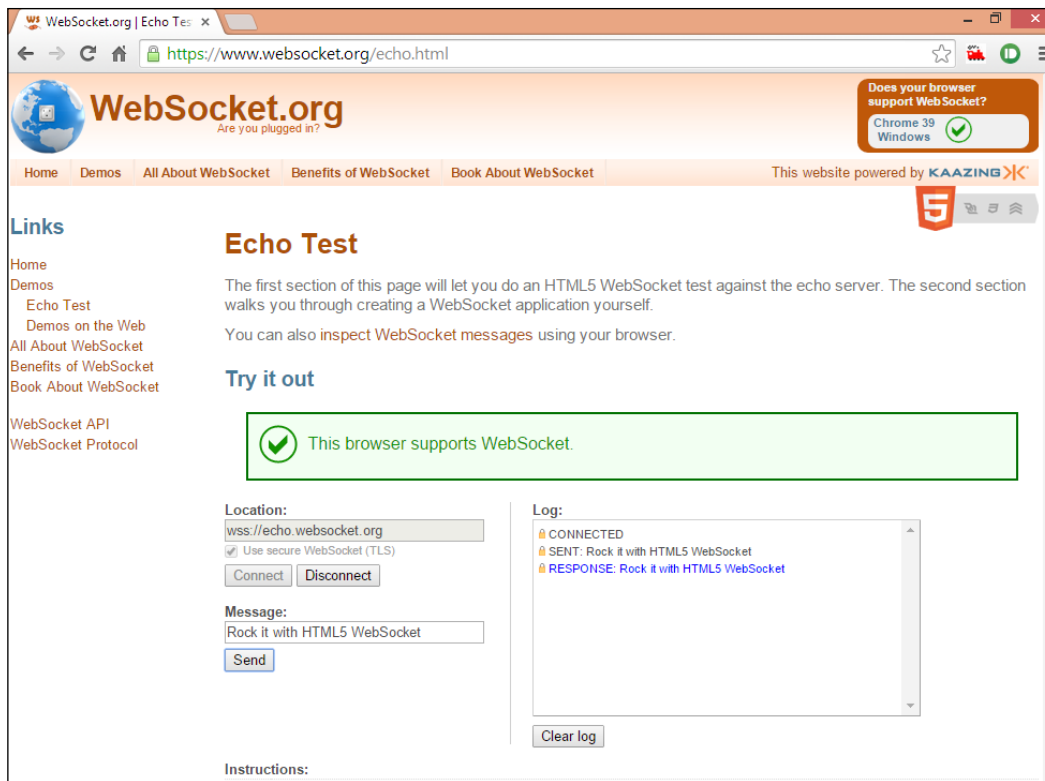 WebSocket.org | Echo Tes
https://www.websocket.org/echo.html
WebSocket.org
Are you plugged in?
Does your browser
support WebSocket?
Chrome 39
Windows
Home Demos All About WebSocket Benefits of WebSocket Book About WebSocket
This website powered by KAAZING
5
Links
Home
Demos
Echo Test
Demos on the Web
All About WebSocket
Benefits of WebSocket
Book About WebSocket
WebSocket API
WebSocket Protocol
Echo Test
The first section of this page will let you do an HTML5 WebSocket test against the echo server. The second section
walks you through creating a WebSocket application yourself.
You can also inspect WebSocket messages using your browser.
Try it out
This browser supports WebSocket.
Location:
wss://echo.websocket.org
Use secure WebSocket (TLS)
Connect Disconnect
Message:
Rock it with HTML5 WebSocket
Send
Log:
CONNECTED
SENT: Rock it with HTML5 WebSocket
RESPONSE: Rock it with HTML5 WebSocket
Clear log
Instructions: